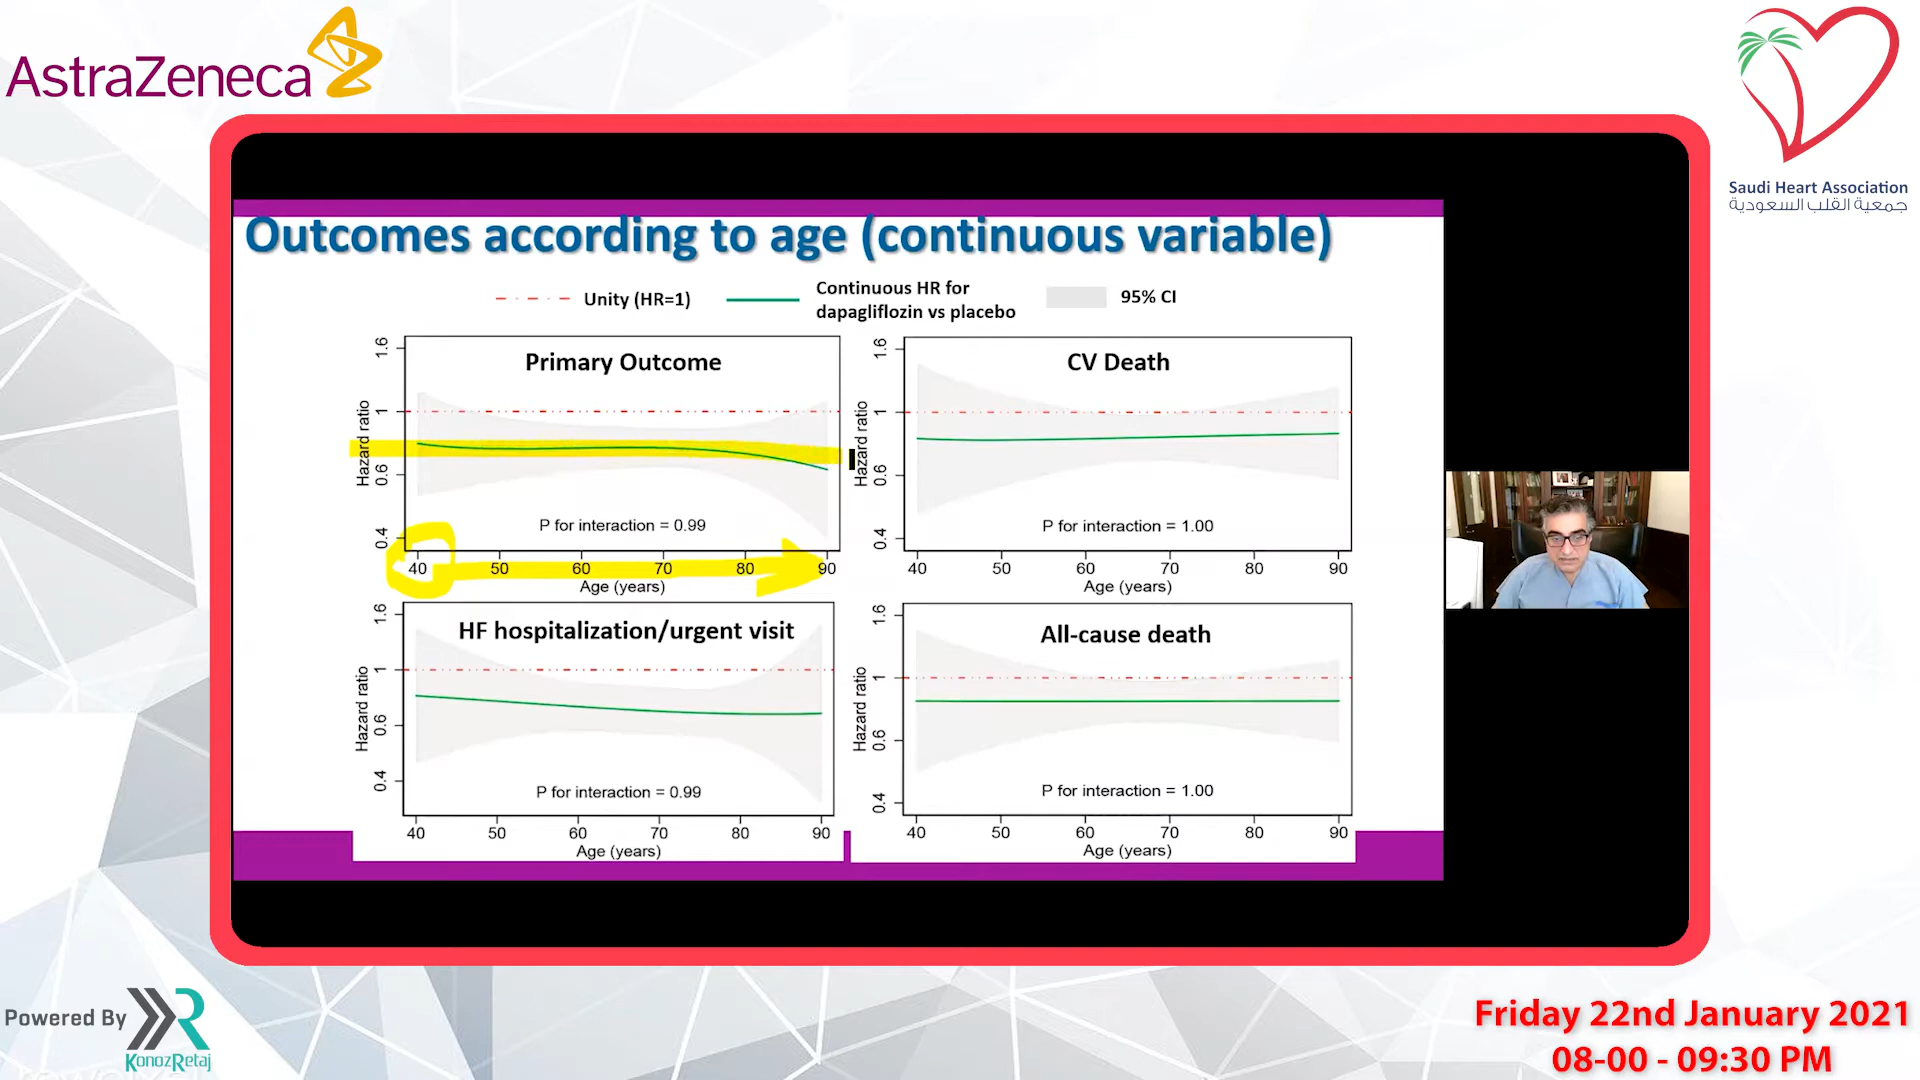 AstraZeneca
Saudi Heart Association
جمعية القلب السعودية
Outcomes according to age (continuous variable)
Unity (HR=1)
Continuous HR for
dapagliflozin vs placebo
95% CI
Primary Outcome
Hazard ratio
1.6
1
0.6
0.4
P for interaction = 0.99
40 50 60 70 80 90
Age (years)
CV Death
Hazard ratio
1.6
1
0.6
0.4
P for interaction = 1.00
40 50 60 70 80 90
Age (years)
HF hospitalization/urgent visit
Hazard ratio
1.6
1
0.6
0.4
P for interaction = 0.99
40 50 60 70 80 90
Age (years)
All-cause death
Hazard ratio
1.6
1
0.6
0.4
P for interaction = 1.00
40 50 60 70 80 90
Age (years)
Powered By
KonozRetaj
Friday 22nd January 2021
08-00 - 09:30 PM